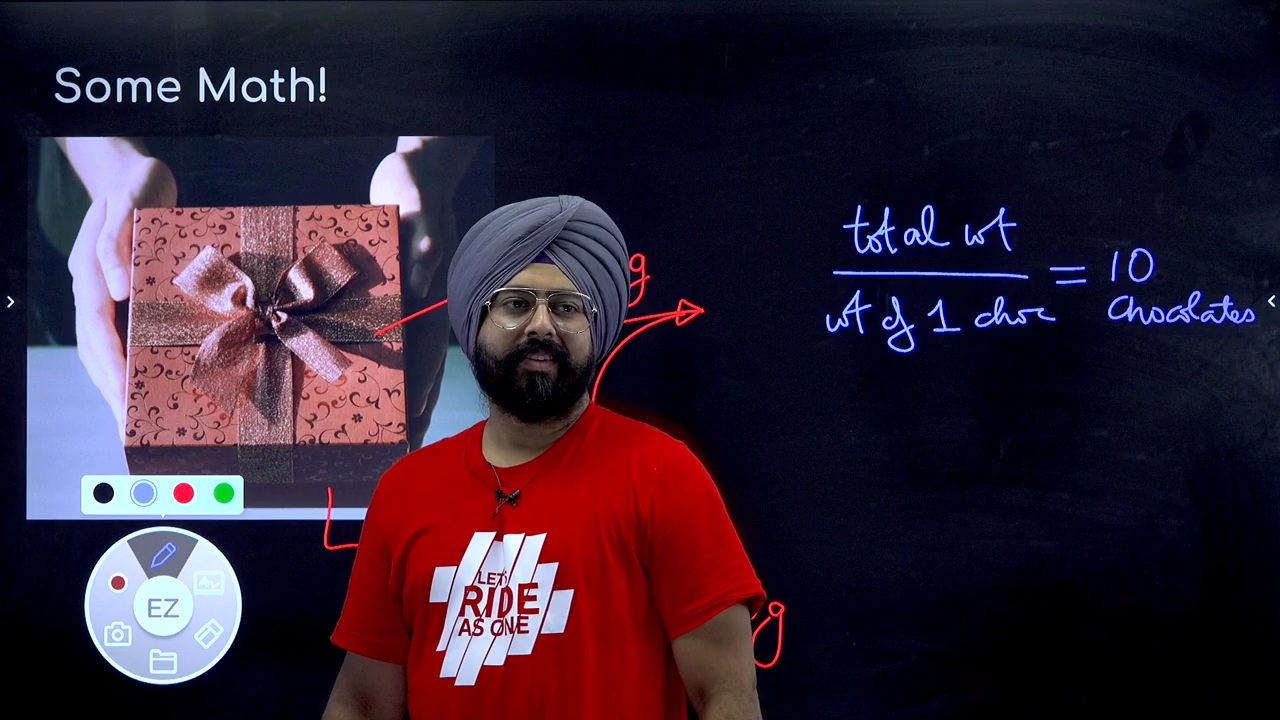 Some Math!
g
total wt
wt of 1 choc
= 10
Chocolates
EZ
LET'S
RIDE
AS ONE
g